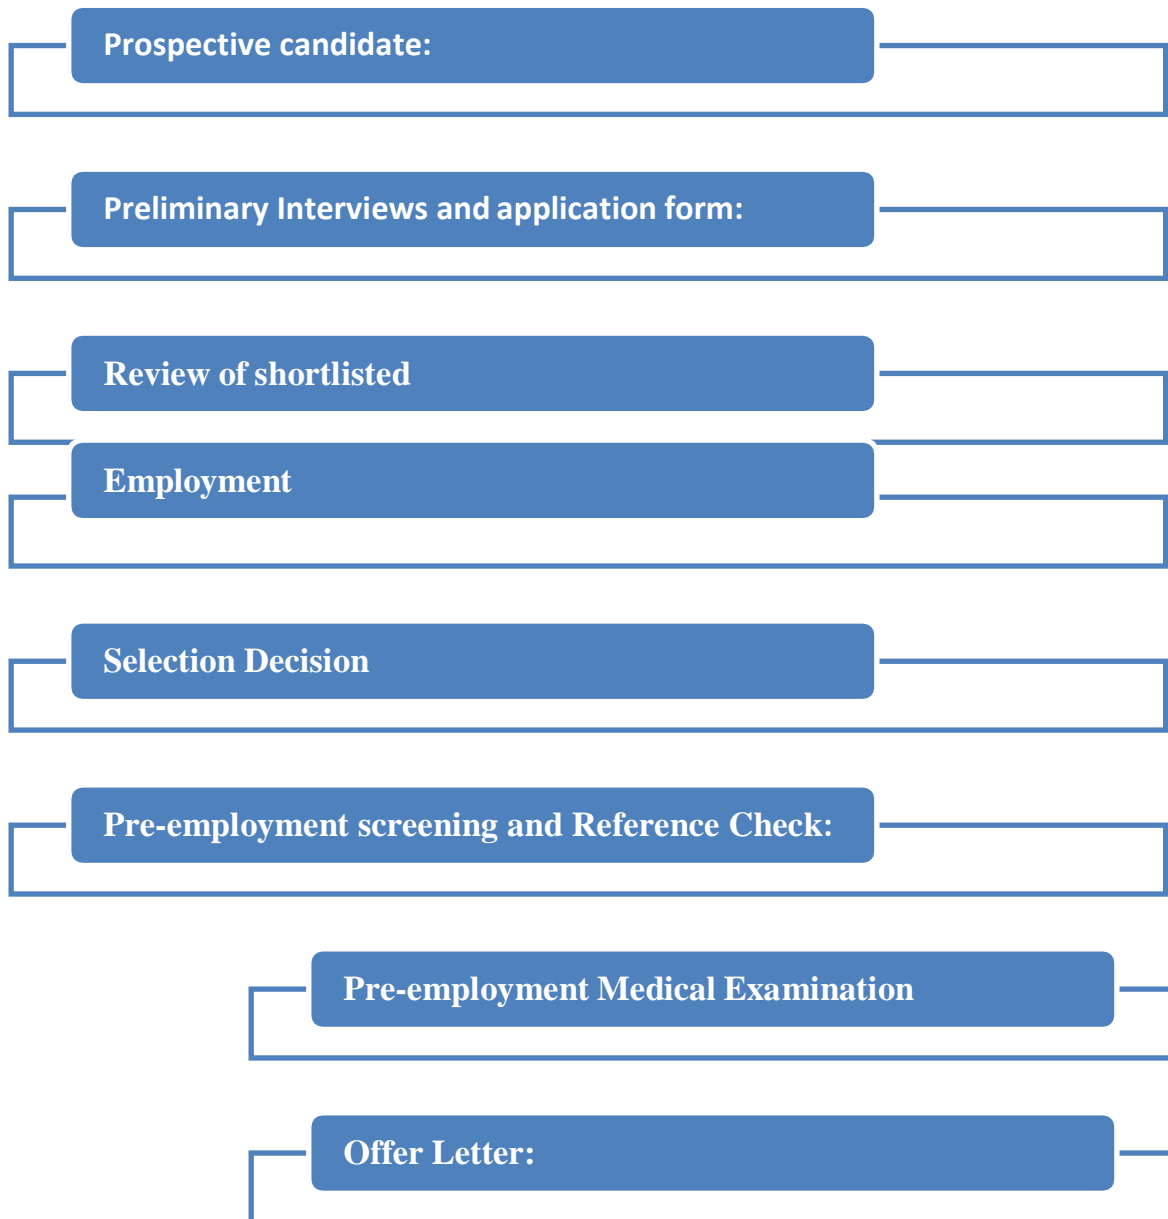 Prospective candidate:
Preliminary Interviews and application form:
Review of shortlisted
Employment
Selection Decision
Pre-employment screening and Reference Check:
Pre-employment Medical Examination
Offer Letter: